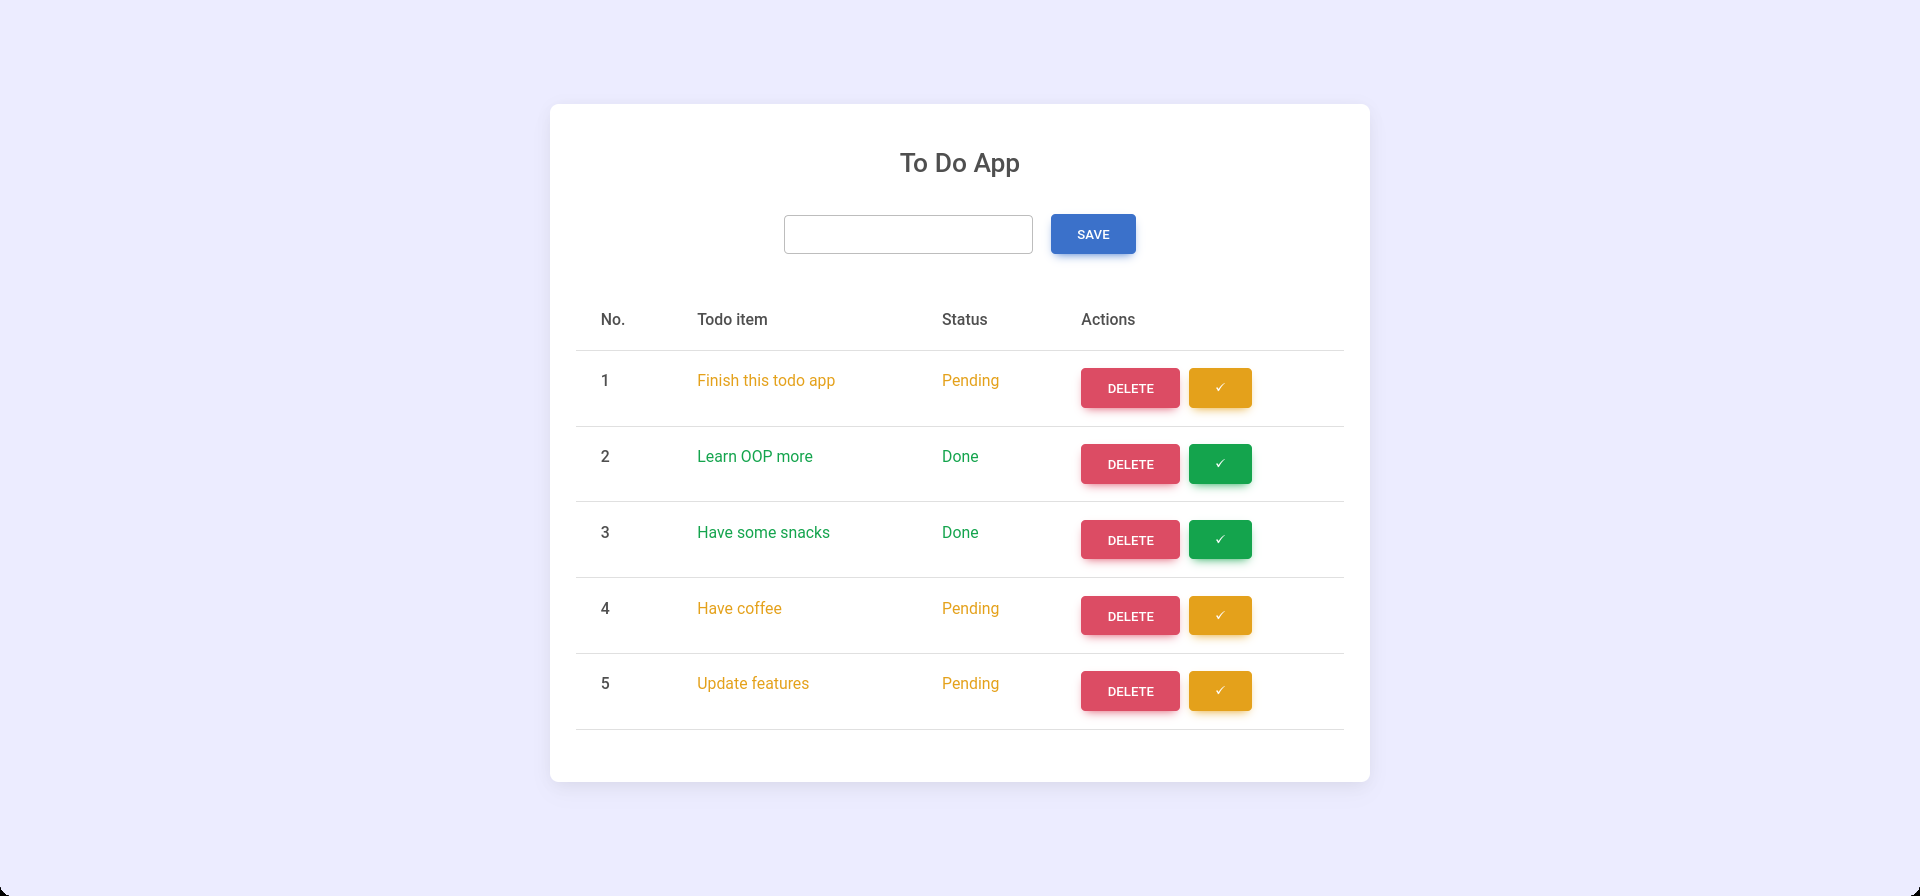 To Do App
SAVE
No. Todo item Status Actions
1 Finish this todo app Pending DELETE ✓
2 Learn OOP more Done DELETE ✓
3 Have some snacks Done DELETE ✓
4 Have coffee Pending DELETE ✓
5 Update features Pending DELETE ✓